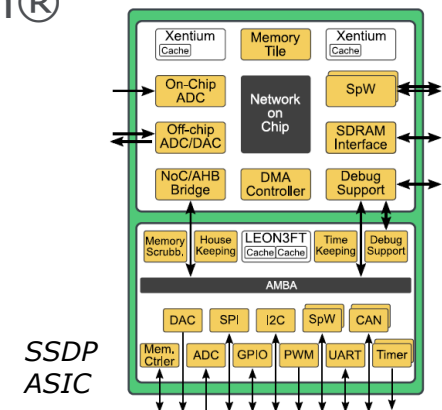 ®
Xentium
Cache
Memory
Tile
Xentium
Cache
On-Chip
ADC
Network
on
Chip
SpW
Off-chip
ADC/DAC
SDRAM
Interface
NoC/AHB
Bridge
DMA
Controller
Debug
Support
Memory
Scrubb.
House
Keeping
LEON3FT
Cache Cache
Time
Keeping
Debug
Support
AMBA
DAC
SPI
I2C
SpW
CAN
Mem.
Ctrler
ADC
GPIO
PWM
UART
Timer
SSDP
ASIC